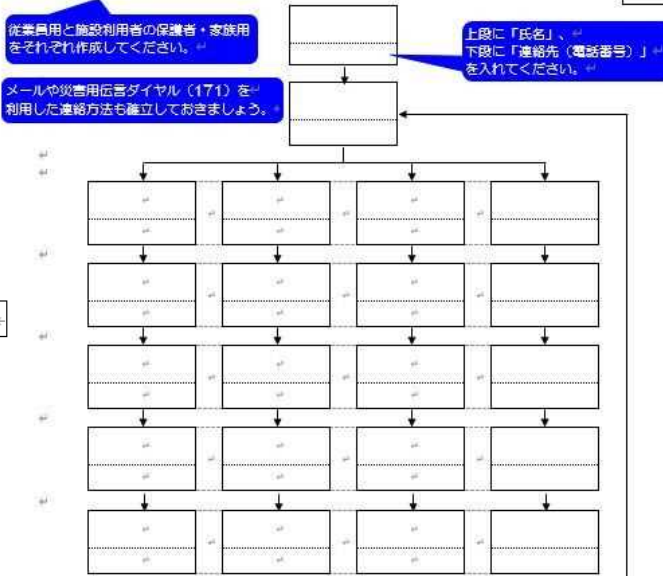 従業員用と施設利用者の保護者・家族用
をそれぞれ作成してください。
上段に「氏名」、
下段に「連絡先（電話番号）」
を入れてください。
メールや災害用伝言ダイヤル（171）を
利用した連絡方法も確立しておきましょう。